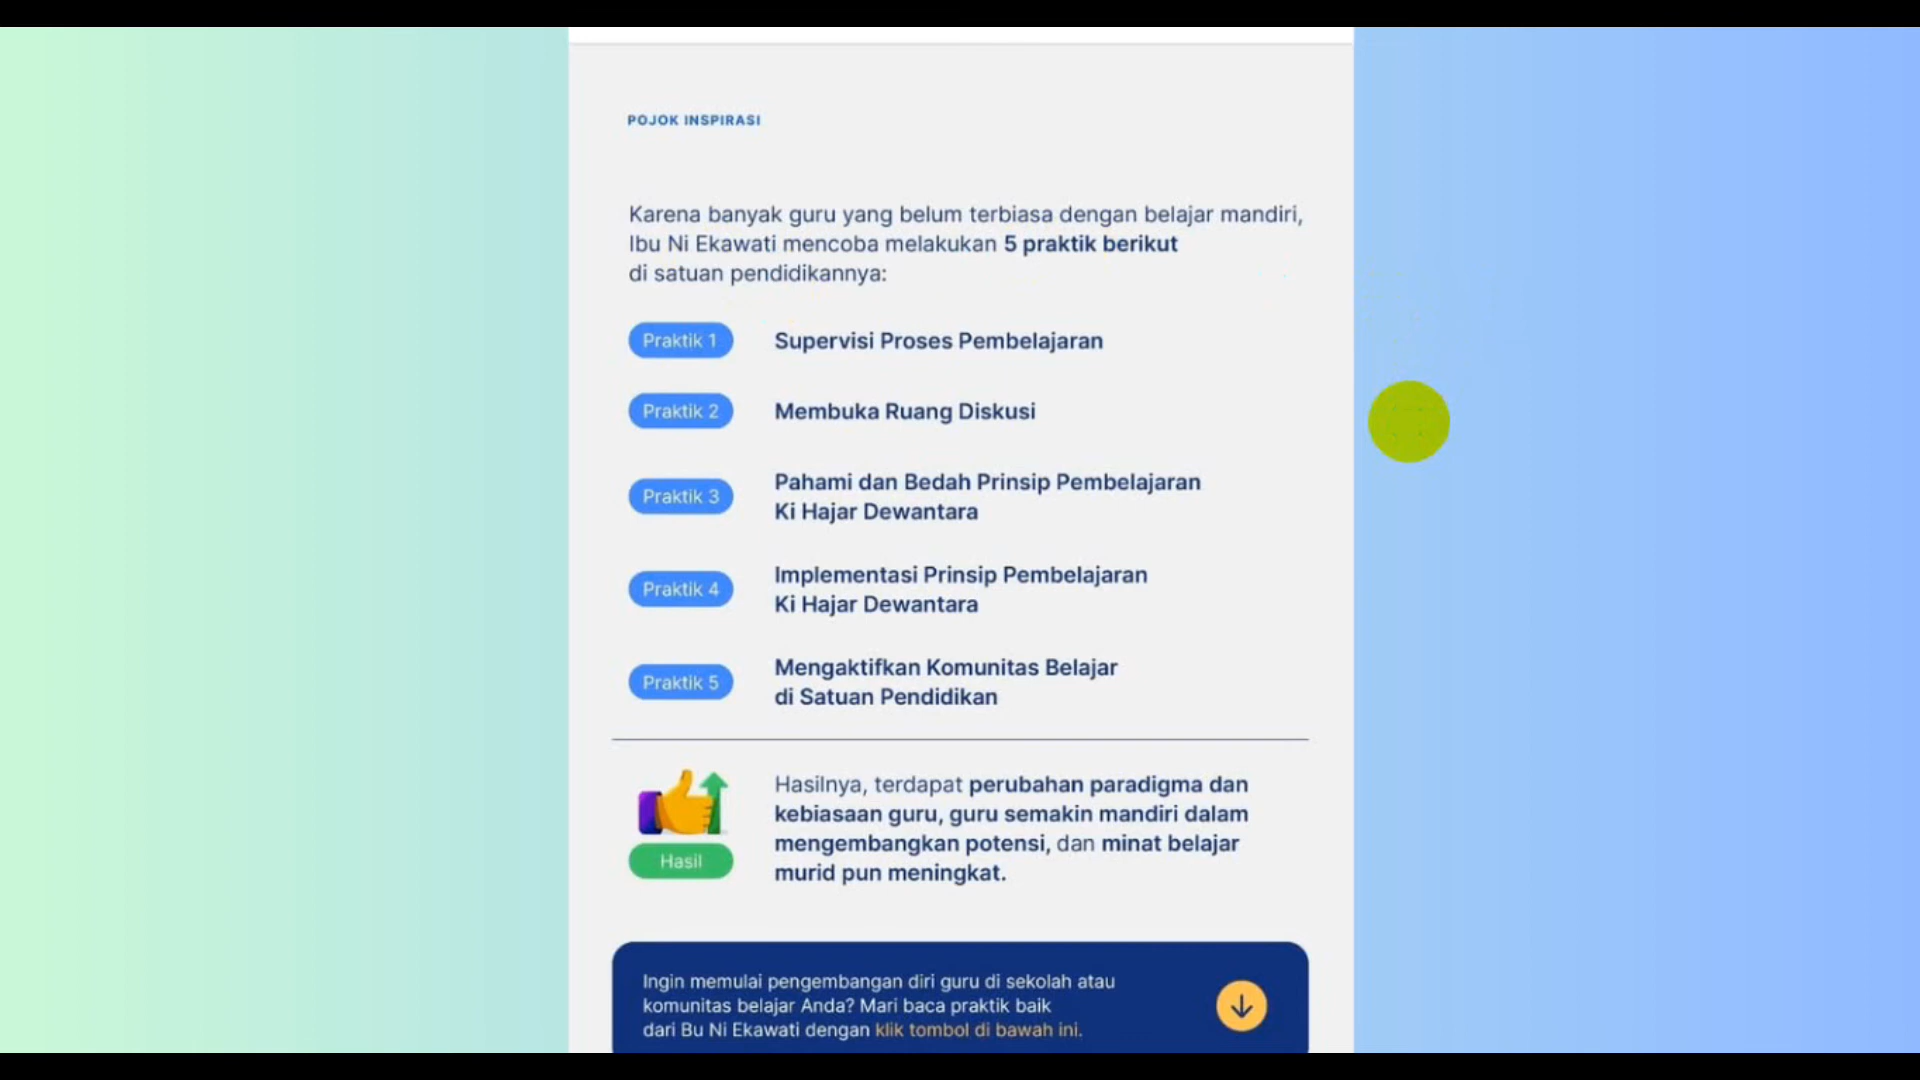 POJOK INSPIRASI
Karena banyak guru yang belum terbiasa dengan belajar mandiri,
Ibu Ni Ekawati mencoba melakukan 5 praktik berikut
di satuan pendidikannya:
Praktik 1
Supervisi Proses Pembelajaran
Praktik 2
Membuka Ruang Diskusi
Praktik 3
Pahami dan Bedah Prinsip Pembelajaran
Ki Hajar Dewantara
Praktik 4
Implementasi Prinsip Pembelajaran
Ki Hajar Dewantara
Praktik 5
Mengaktifkan Komunitas Belajar
di Satuan Pendidikan
Hasil
Hasilnya, terdapat perubahan paradigma dan
kebiasaan guru, guru semakin mandiri dalam
mengembangkan potensi, dan minat belajar
murid pun meningkat.
Ingin memulai pengembangan diri guru di sekolah atau
komunitas belajar Anda? Mari baca praktik baik
dari Bu Ni Ekawati dengan klik tombol di bawah ini.